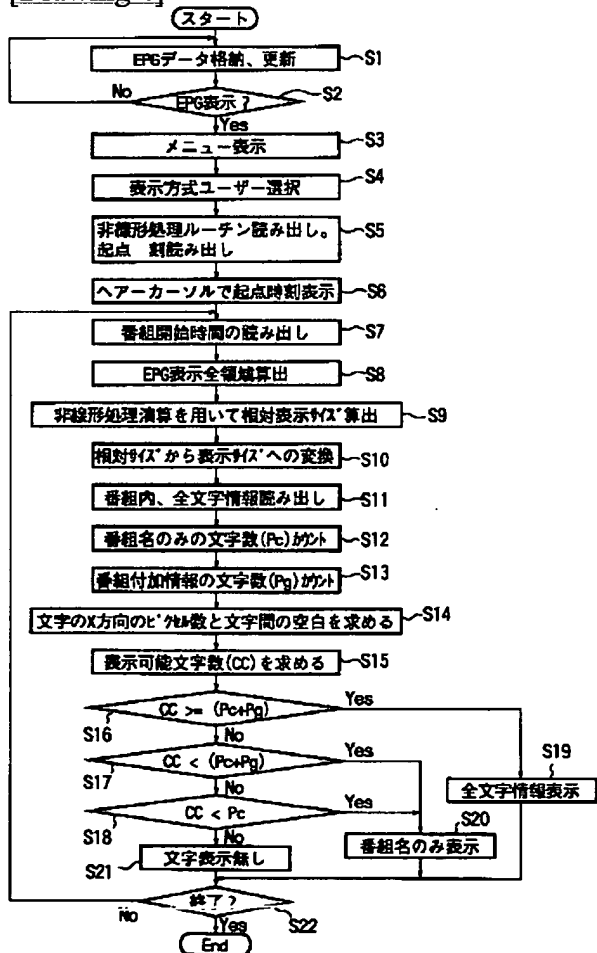 スタート
EPGデータ格納、更新 S1
No EPG表示? S2
Yes
メニュー表示 S3
表示方式ユーザー選択 S4
非線形処理ルーチン読み出し。 S5
起点 刻読み出し
ヘアーカーソルで起点時刻表示 S6
番組開始時間の読み出し S7
EPG表示全領域算出 S8
非線形処理演算を用いて相対表示サイズ算出 S9
相対サイズから表示サイズへの変換 S10
番組内、全文字情報読み出し S11
番組名のみの文字数(Pc)カウント S12
番組付加情報の文字数(Pg)カウント S13
文字のX方向のピクセル数と文字間の空白を求める S14
表示可能文字数(CC)を求める S15
CC >= (Pc+Pg) Yes
S16 No
CC < (Pc+Pg) Yes
S17 No
S19
全文字情報表示
CC < Pc Yes
S18 No
S20
番組名のみ表示
S21 文字表示無し
終了?
No Yes S22
End